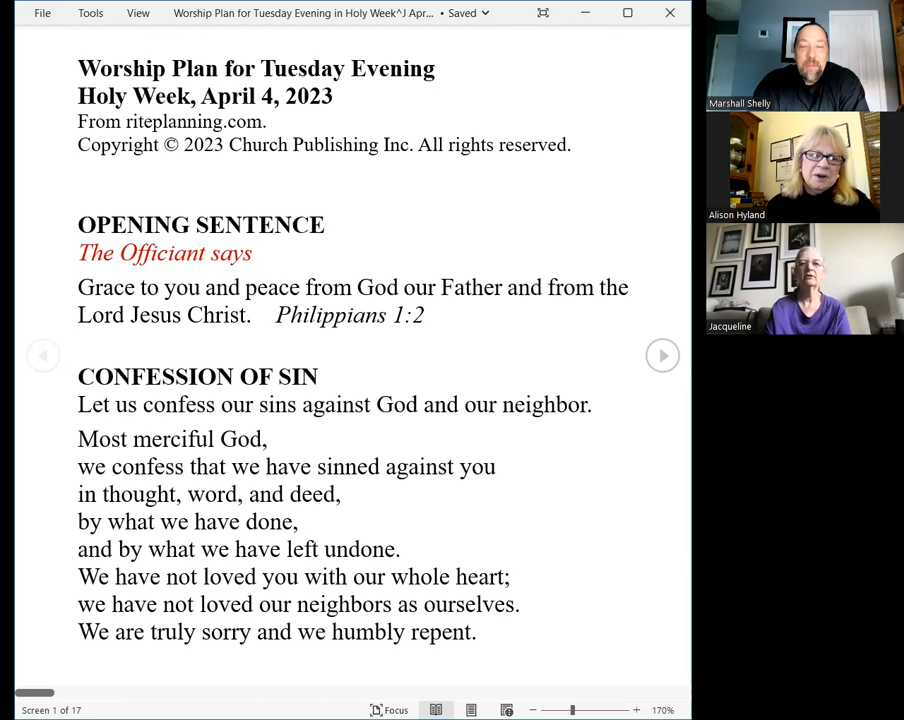 File Tools View Worship Plan for Tuesday Evening in Holy Week^J Apr... • Saved
Worship Plan for Tuesday Evening
Holy Week, April 4, 2023
From riteplanning.com.
Copyright © 2023 Church Publishing Inc. All rights reserved.
OPENING SENTENCE
The Officiant says
Grace to you and peace from God our Father and from the
Lord Jesus Christ. Philippians 1:2
CONFESSION OF SIN
Let us confess our sins against God and our neighbor.
Most merciful God,
we confess that we have sinned against you
in thought, word, and deed,
by what we have done,
and by what we have left undone.
We have not loved you with our whole heart;
we have not loved our neighbors as ourselves.
We are truly sorry and we humbly repent.
Screen 1 of 17 Focus 170%
Marshall Shelly
Alison Hyland
Jacqueline